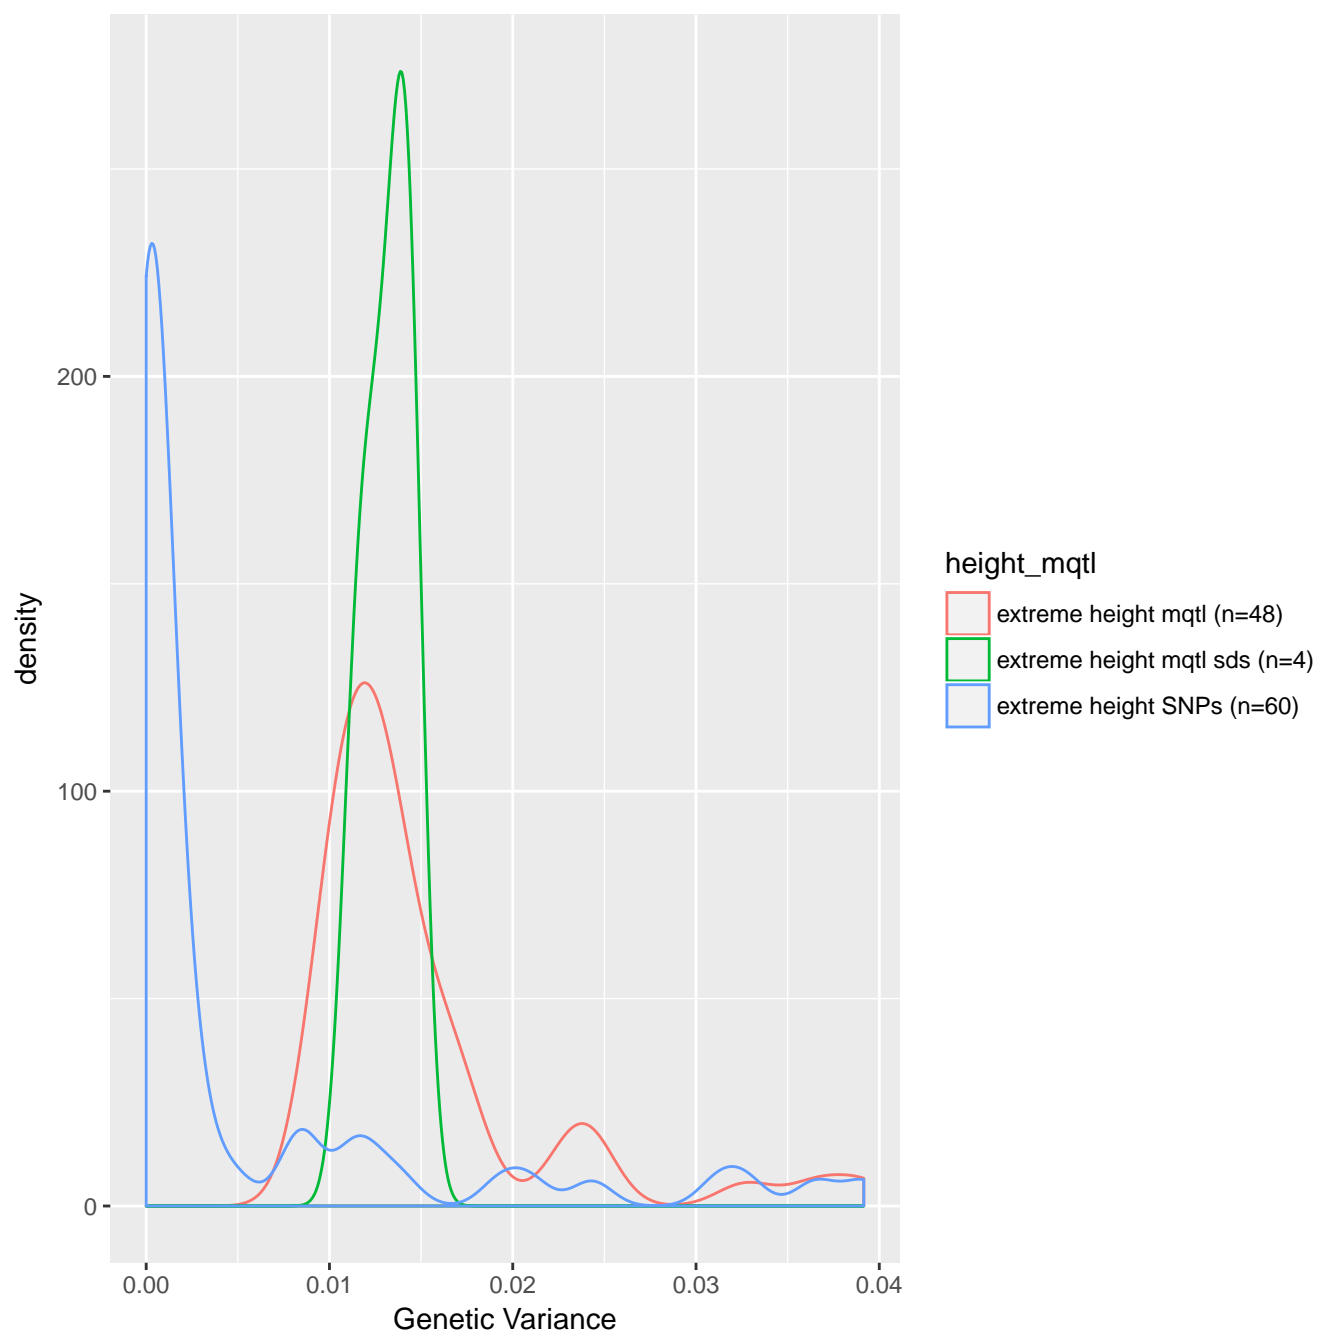 density
200
100
0
0.00 0.01 0.02 0.03 0.04
Genetic Variance
height_mqtl
extreme height mqtl (n=48)
extreme height mqtl sds (n=4)
extreme height SNPs (n=60)